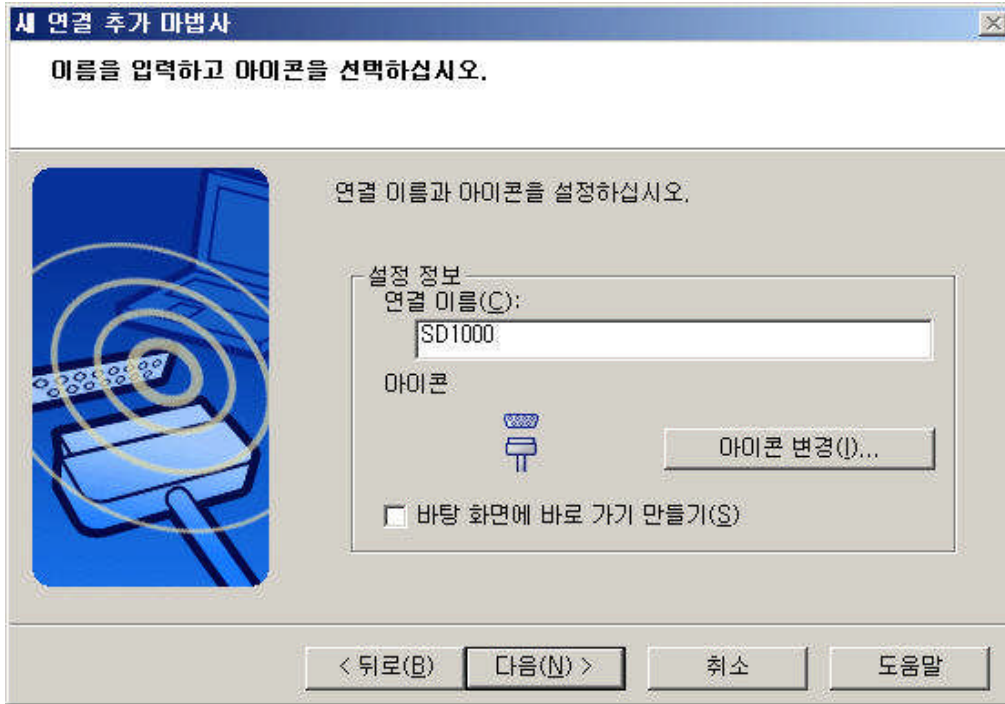 새 연결 추가 마법사
이름을 입력하고 아이콘을 선택하십시오.
연결 이름과 아이콘을 설정하십시오.
설정 정보
연결 이름(C):
SD1000
아이콘
아이콘 변경(I)...
바탕 화면에 바로 가기 만들기(S)
< 뒤로(B) 다음(N) > 취소 도움말